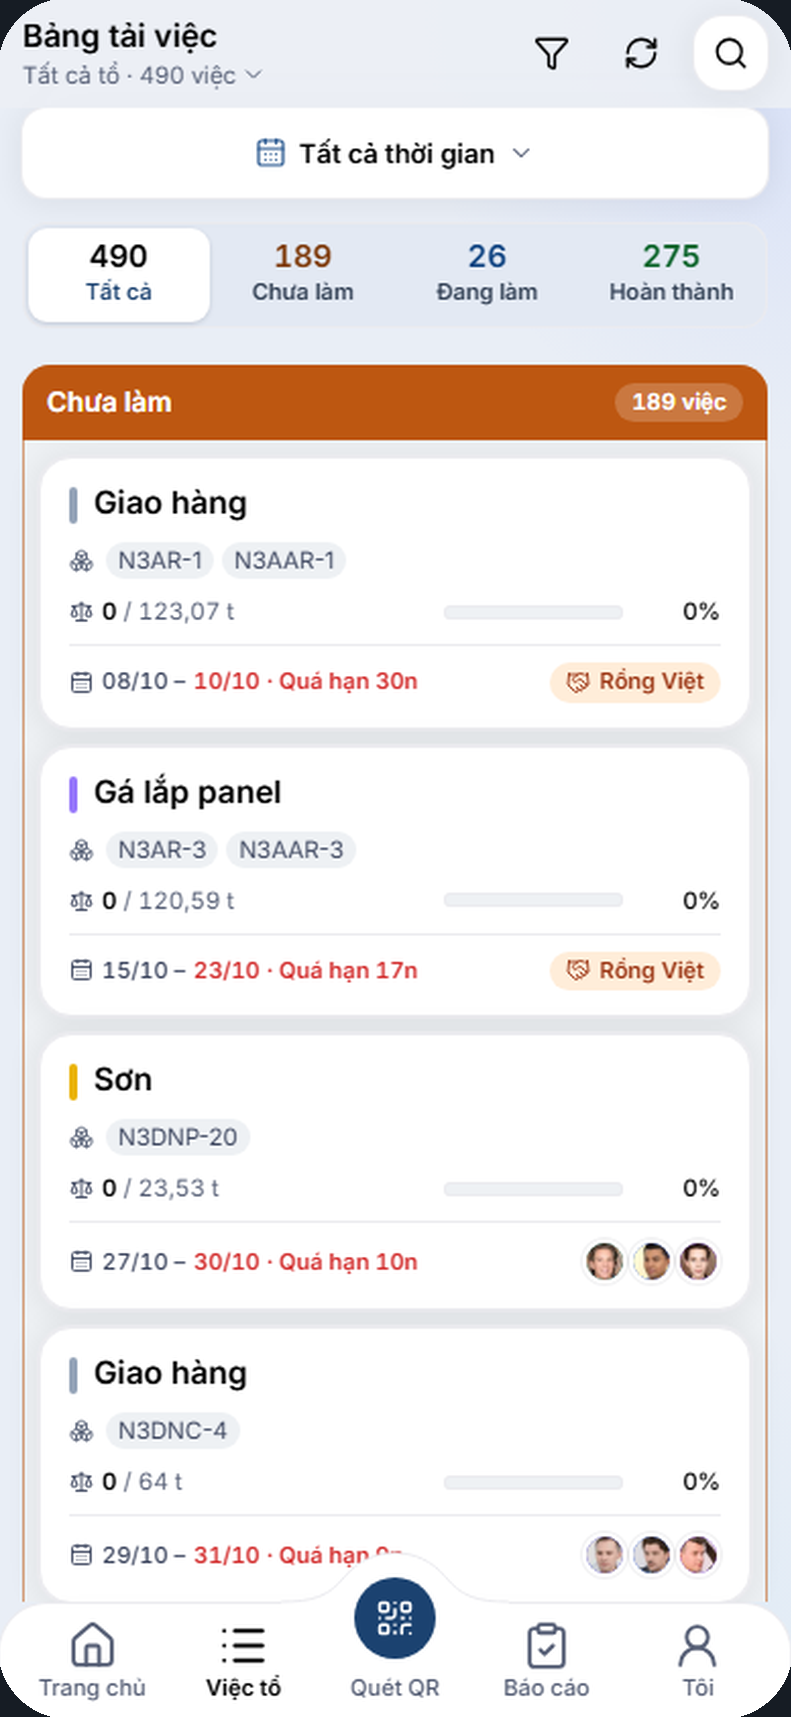 Bảng tải việc
Tất cả tổ · 490 việc
Tất cả thời gian
490 189 26 275
Tất cả Chưa làm Đang làm Hoàn thành
Chưa làm 189 việc
Giao hàng
N3AR-1 N3AAR-1
0 / 123,07 t 0%
08/10 – 10/10 · Quá hạn 30n Rồng Việt
Gá lắp panel
N3AR-3 N3AAR-3
0 / 120,59 t 0%
15/10 – 23/10 · Quá hạn 17n Rồng Việt
Sơn
N3DNP-20
0 / 23,53 t 0%
27/10 – 30/10 · Quá hạn 10n
Giao hàng
N3DNC-4
0 / 64 t 0%
29/10 – 31/10 · Quá hạn
Trang chủ Việc tổ Quét QR Báo cáo Tôi